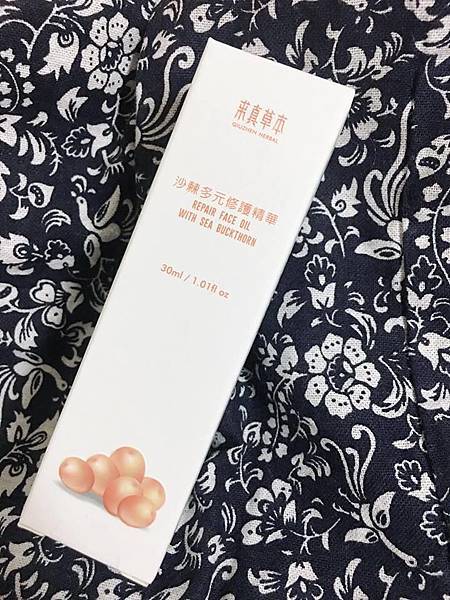 莍真草本
QIUZHEN HERBAL
沙棘多元修護精華
REPAIR FACE OIL
WITH SEA BUCKTHORN
30ml / 1.01fl oz